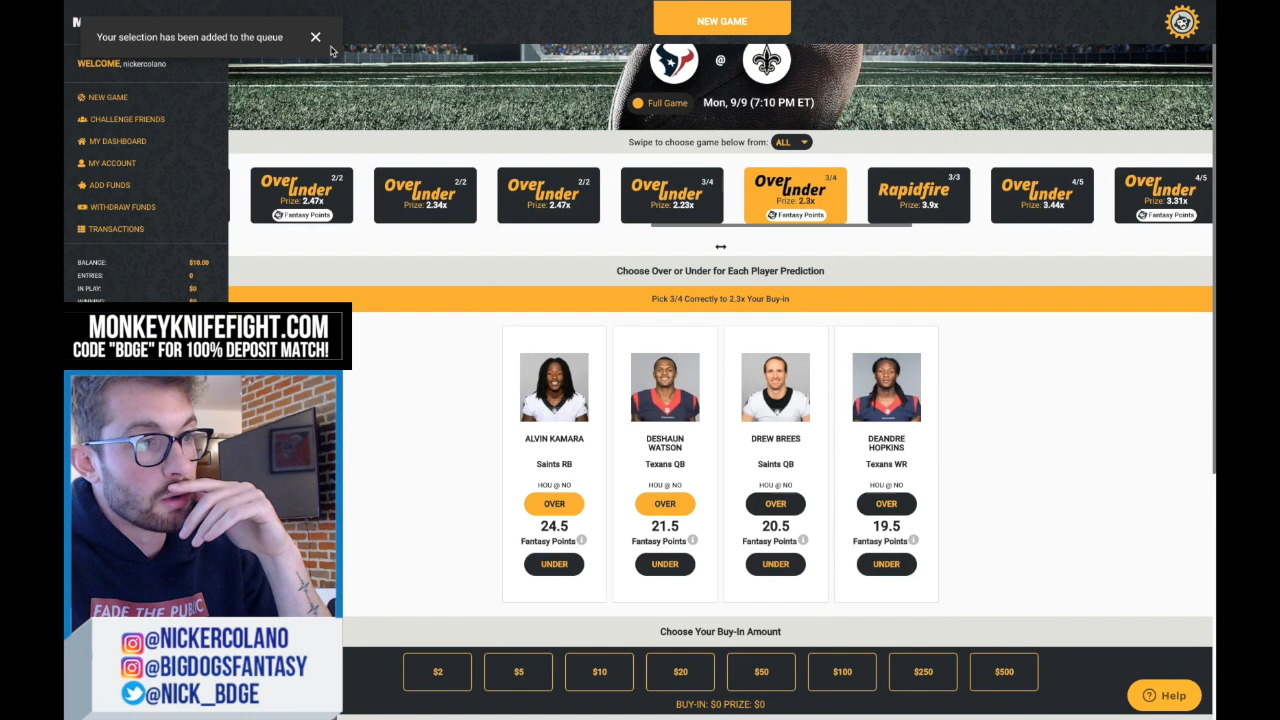 M
Your selection has been added to the queue
NEW GAME
WELCOME, nickercolano
NEW GAME
CHALLENGE FRIENDS
MY DASHBOARD
MY ACCOUNT
ADD FUNDS
WITHDRAW FUNDS
TRANSACTIONS
BALANCE: $10.00
ENTRIES: 0
IN PLAY: $0
WINNING: $0
MONKEYKNIFEFIGHT.COM
CODE "BDGE" FOR 100% DEPOSIT MATCH!
@
Full Game Mon, 9/9 (7:10 PM ET)
Swipe to choose game below from: ALL
Over Under 2/2 Prize: 2.47x Fantasy Points
Over Under 2/2 Prize: 2.34x
Over Under 2/2 Prize: 2.47x
Over Under 3/4 Prize: 2.23x
Over Under 3/4 Prize: 2.3x Fantasy Points
Rapidfire 3/3 Prize: 3.9x
Over Under 4/5 Prize: 3.44x
Over Under 4/5 Prize: 3.31x Fantasy Points
Choose Over or Under for Each Player Prediction
Pick 3/4 Correctly to 2.3x Your Buy-in
ALVIN KAMARA
Saints RB
HOU @ NO
OVER
24.5
Fantasy Points
UNDER
DESHAUN
WATSON
Texans QB
HOU @ NO
OVER
21.5
Fantasy Points
UNDER
DREW BREES
Saints QB
HOU @ NO
OVER
20.5
Fantasy Points
UNDER
DEANDRE
HOPKINS
Texans WR
HOU @ NO
OVER
19.5
Fantasy Points
UNDER
Choose Your Buy-In Amount
$2 $5 $10 $20 $50 $100 $250 $500
BUY-IN: $0 PRIZE: $0
Help
FADE THE PUBLIC
@NICKERCOLANO
@BIGDOGSFANTASY
@NICK_BDGE